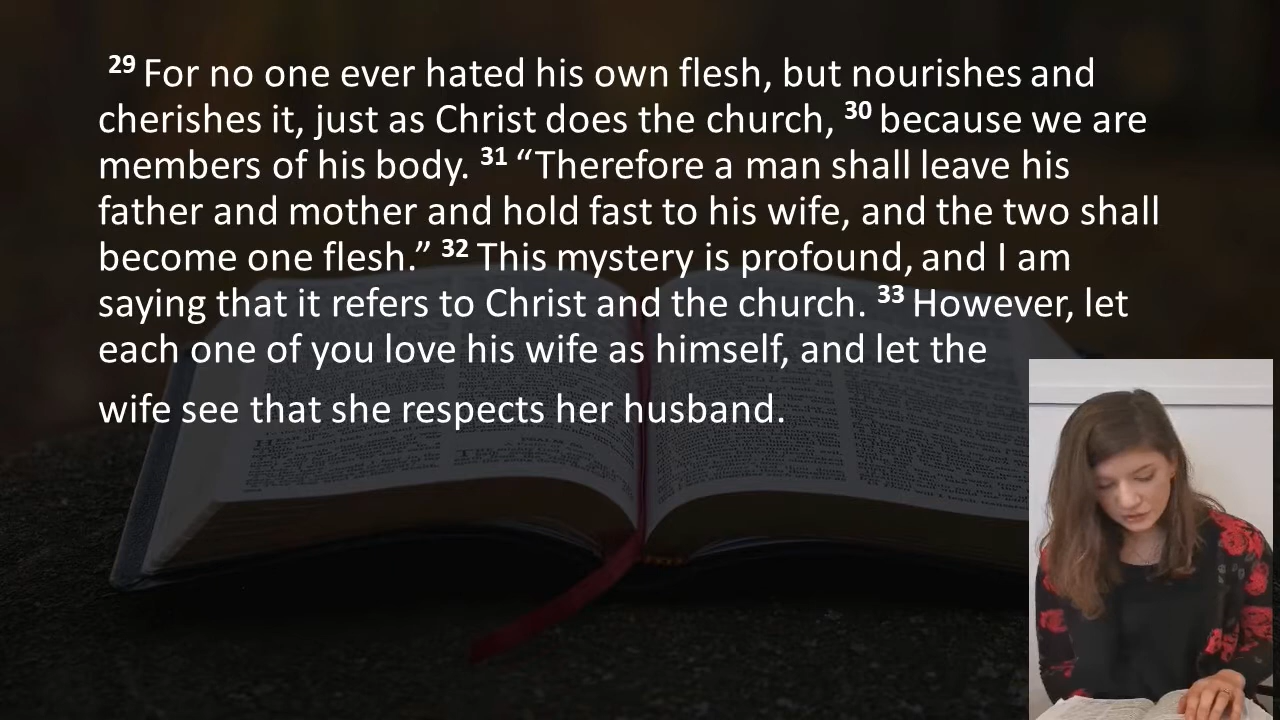 29 For no one ever hated his own flesh, but nourishes and
cherishes it, just as Christ does the church, 30 because we are
members of his body. 31 “Therefore a man shall leave his
father and mother and hold fast to his wife, and the two shall
become one flesh.” 32 This mystery is profound, and I am
saying that it refers to Christ and the church. 33 However, let
each one of you love his wife as himself, and let the
wife see that she respects her husband.